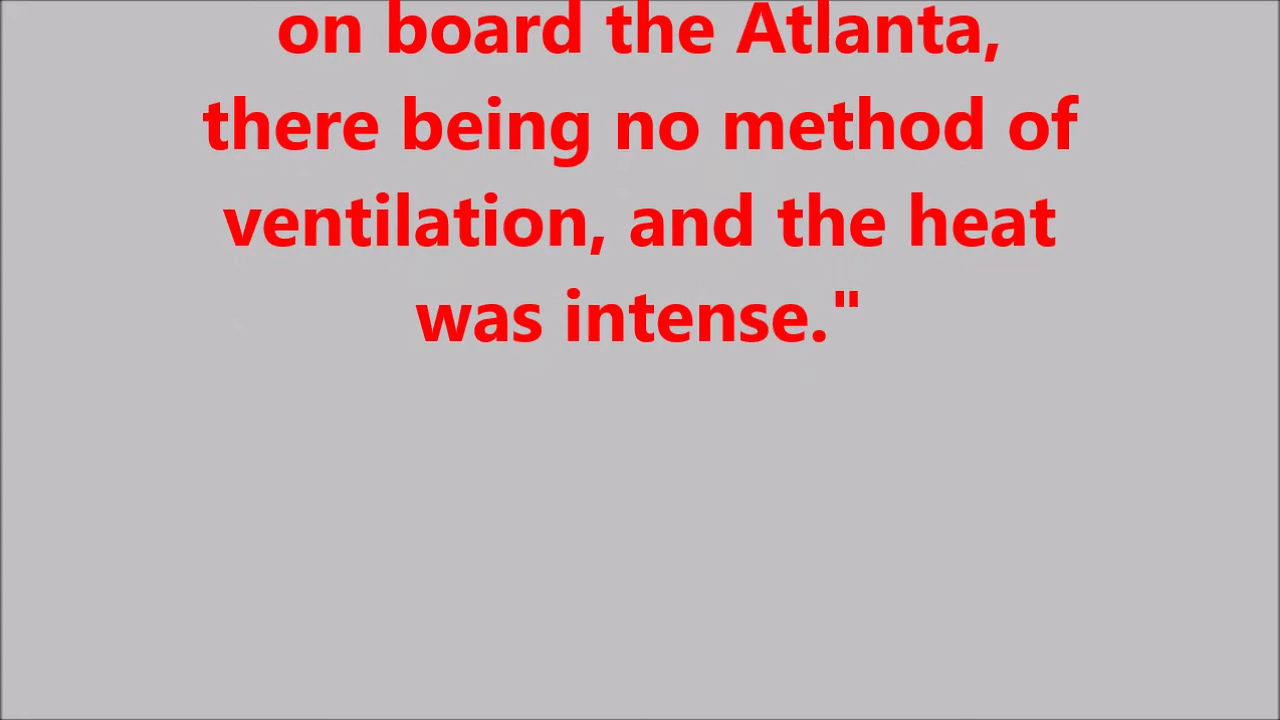 on board the Atlanta,
there being no method of
ventilation, and the heat
was intense."